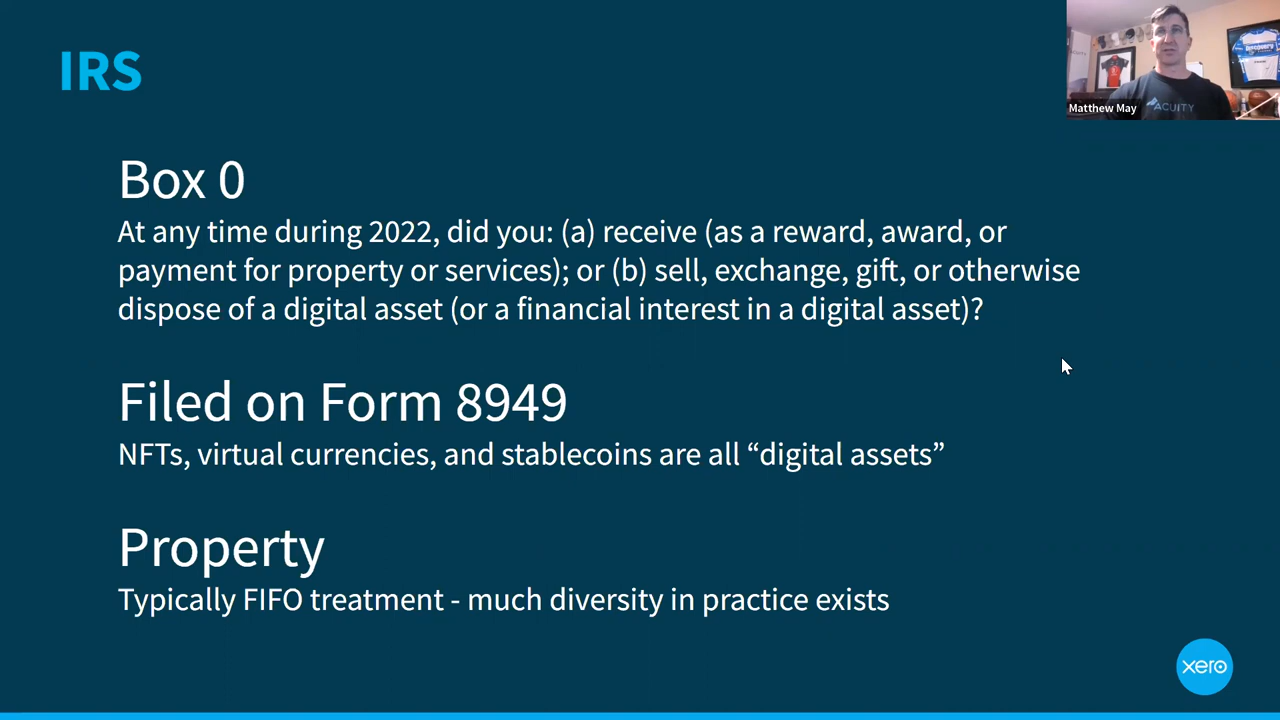 IRS
Matthew May
ACUITY
Box 0
At any time during 2022, did you: (a) receive (as a reward, award, or
payment for property or services); or (b) sell, exchange, gift, or otherwise
dispose of a digital asset (or a financial interest in a digital asset)?
Filed on Form 8949
NFTs, virtual currencies, and stablecoins are all “digital assets”
Property
Typically FIFO treatment - much diversity in practice exists
xero